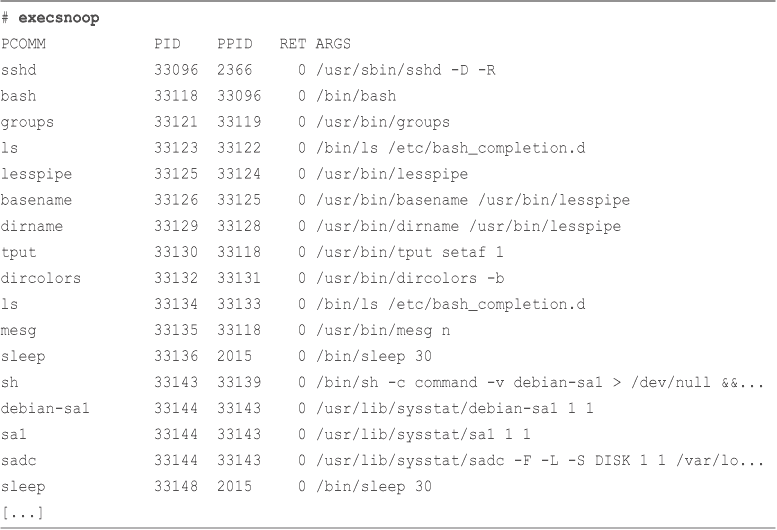 # execsnoop
PCOMM            PID    PPID   RET ARGS
sshd             33096  2366     0 /usr/sbin/sshd -D -R
bash             33118  33096    0 /bin/bash
groups           33121  33119    0 /usr/bin/groups
ls               33123  33122    0 /bin/ls /etc/bash_completion.d
lesspipe         33125  33124    0 /usr/bin/lesspipe
basename         33126  33125    0 /usr/bin/basename /usr/bin/lesspipe
dirname          33129  33128    0 /usr/bin/dirname /usr/bin/lesspipe
tput             33130  33118    0 /usr/bin/tput setaf 1
dircolors        33132  33131    0 /usr/bin/dircolors -b
ls               33134  33133    0 /bin/ls /etc/bash_completion.d
mesg             33135  33118    0 /usr/bin/mesg n
sleep            33136  2015     0 /bin/sleep 30
sh               33143  33139    0 /bin/sh -c command -v debian-sa1 > /dev/null &&...
debian-sa1       33144  33143    0 /usr/lib/sysstat/debian-sa1 1 1
sa1              33144  33143    0 /usr/lib/sysstat/sa1 1 1
sadc             33144  33143    0 /usr/lib/sysstat/sadc -F -L -S DISK 1 1 /var/lo...
sleep            33148  2015     0 /bin/sleep 30
[...]